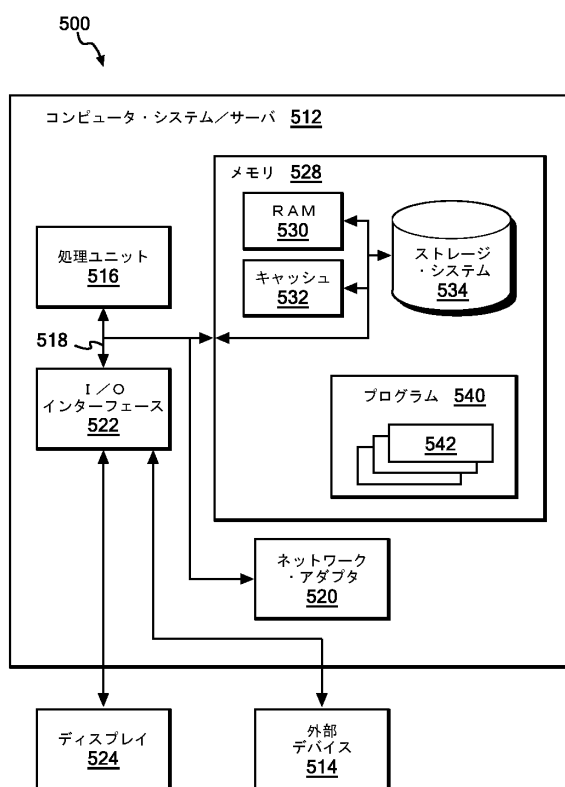 500
コンピュータ・システム／サーバ 512
メモリ 528
RAM
530
キャッシュ
532
ストレージ
・システム
534
処理ユニット
516
518
I／O
インターフェース
522
プログラム 540
542
ネットワーク
・アダプタ
520
ディスプレイ
524
外部
デバイス
514